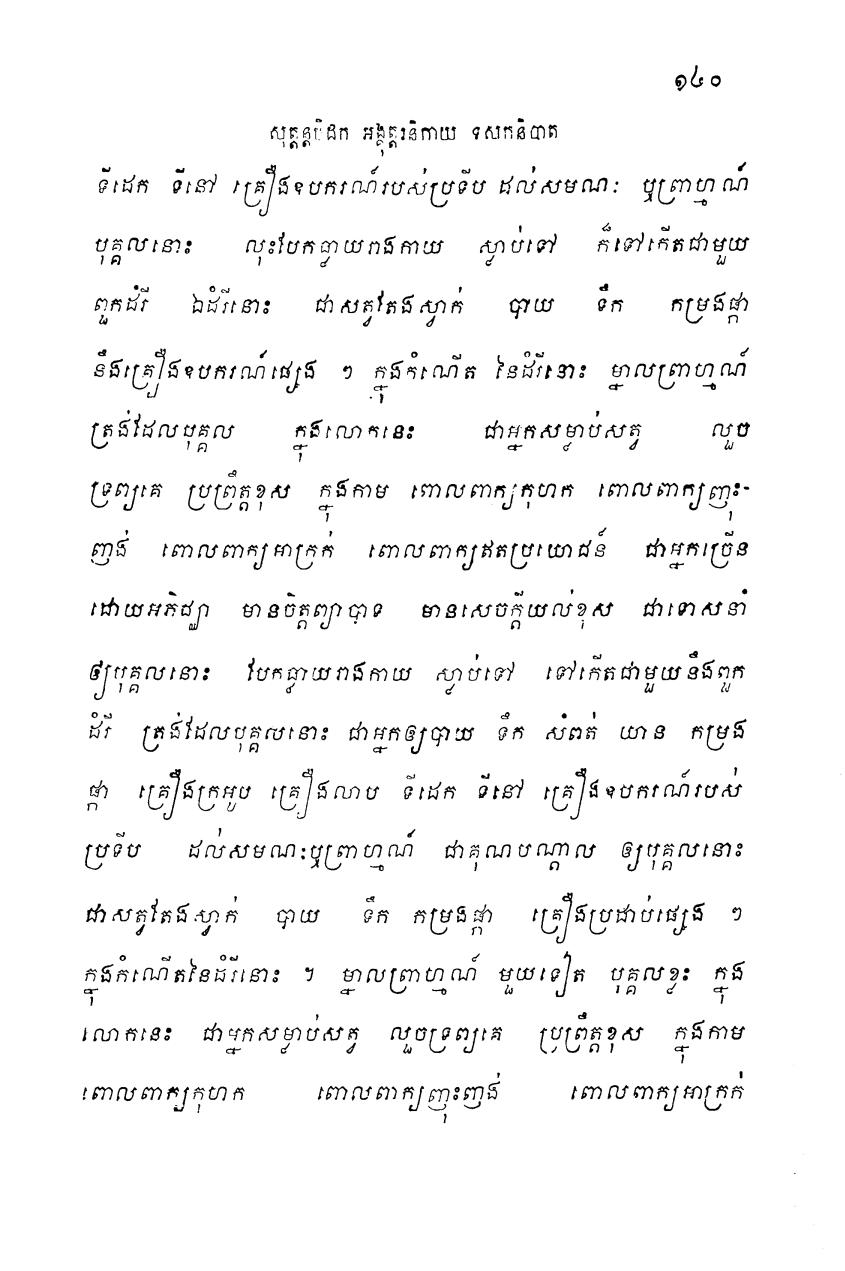 ១៤០
សុត្តន្តបិដក អង្គុត្តរនិកាយ ទសកនិបាត
ទីដេក ទីនៅ គ្រឿងឧបករណ៍របស់ប្រទីប ដល់សមណៈ ឬព្រាហ្មណ៍
បុគ្គលនោះ លុះបែកធ្លាយរាងកាយ ស្លាប់ទៅ ក៏ទៅកើតជាមួយ
ពួកដំរី ឯដំរីនោះ ជាសត្វតែងស្វាក់ បាយ ទឹក កម្រងផ្កា
នឹងគ្រឿងឧបករណ៍ផ្សេង ៗ ក្នុងកំណើត នៃដំរីនោះ ម្នាលព្រាហ្មណ៍
ត្រង់ដែលបុគ្គល ក្នុងលោកនេះ ជាអ្នកសម្លាប់សត្វ លួច
ទ្រព្យគេ ប្រព្រឹត្តខុស ក្នុងកាម ពោលពាក្យកុហក ពោលពាក្យញុះ-
ញង់ ពោលពាក្យអាក្រក់ ពោលពាក្យឥតប្រយោជន៍ ជាអ្នកច្រើន
ដោយអភិជ្ឈា មានចិត្តព្យាបាទ មានសេចក្តីយល់ខុស ជាទោសនាំ
ឲ្យបុគ្គលនោះ បែកធ្លាយរាងកាយ ស្លាប់ទៅ ទៅកើតជាមួយនឹងពួក
ដំរី ត្រង់ដែលបុគ្គលនោះ ជាអ្នកឲ្យបាយ ទឹក សំពត់ យាន កម្រង
ផ្កា គ្រឿងក្រអូប គ្រឿងលាប ទីដេក ទីនៅ គ្រឿងឧបករណ៍របស់
ប្រទីប ដល់សមណៈឬព្រាហ្មណ៍ ជាគុណបណ្តាល ឲ្យបុគ្គលនោះ
ជាសត្វតែងស្វាក់ បាយ ទឹក កម្រងផ្កា គ្រឿងប្រដាប់ផ្សេង ៗ
ក្នុងកំណើតនៃដំរីនោះ ។ ម្នាលព្រាហ្មណ៍ មួយទៀត បុគ្គលខ្លះ ក្នុង
លោកនេះ ជាអ្នកសម្លាប់សត្វ លួចទ្រព្យគេ ប្រព្រឹត្តខុស ក្នុងកាម
ពោលពាក្យកុហក ពោលពាក្យញុះញង់ ពោលពាក្យអាក្រក់